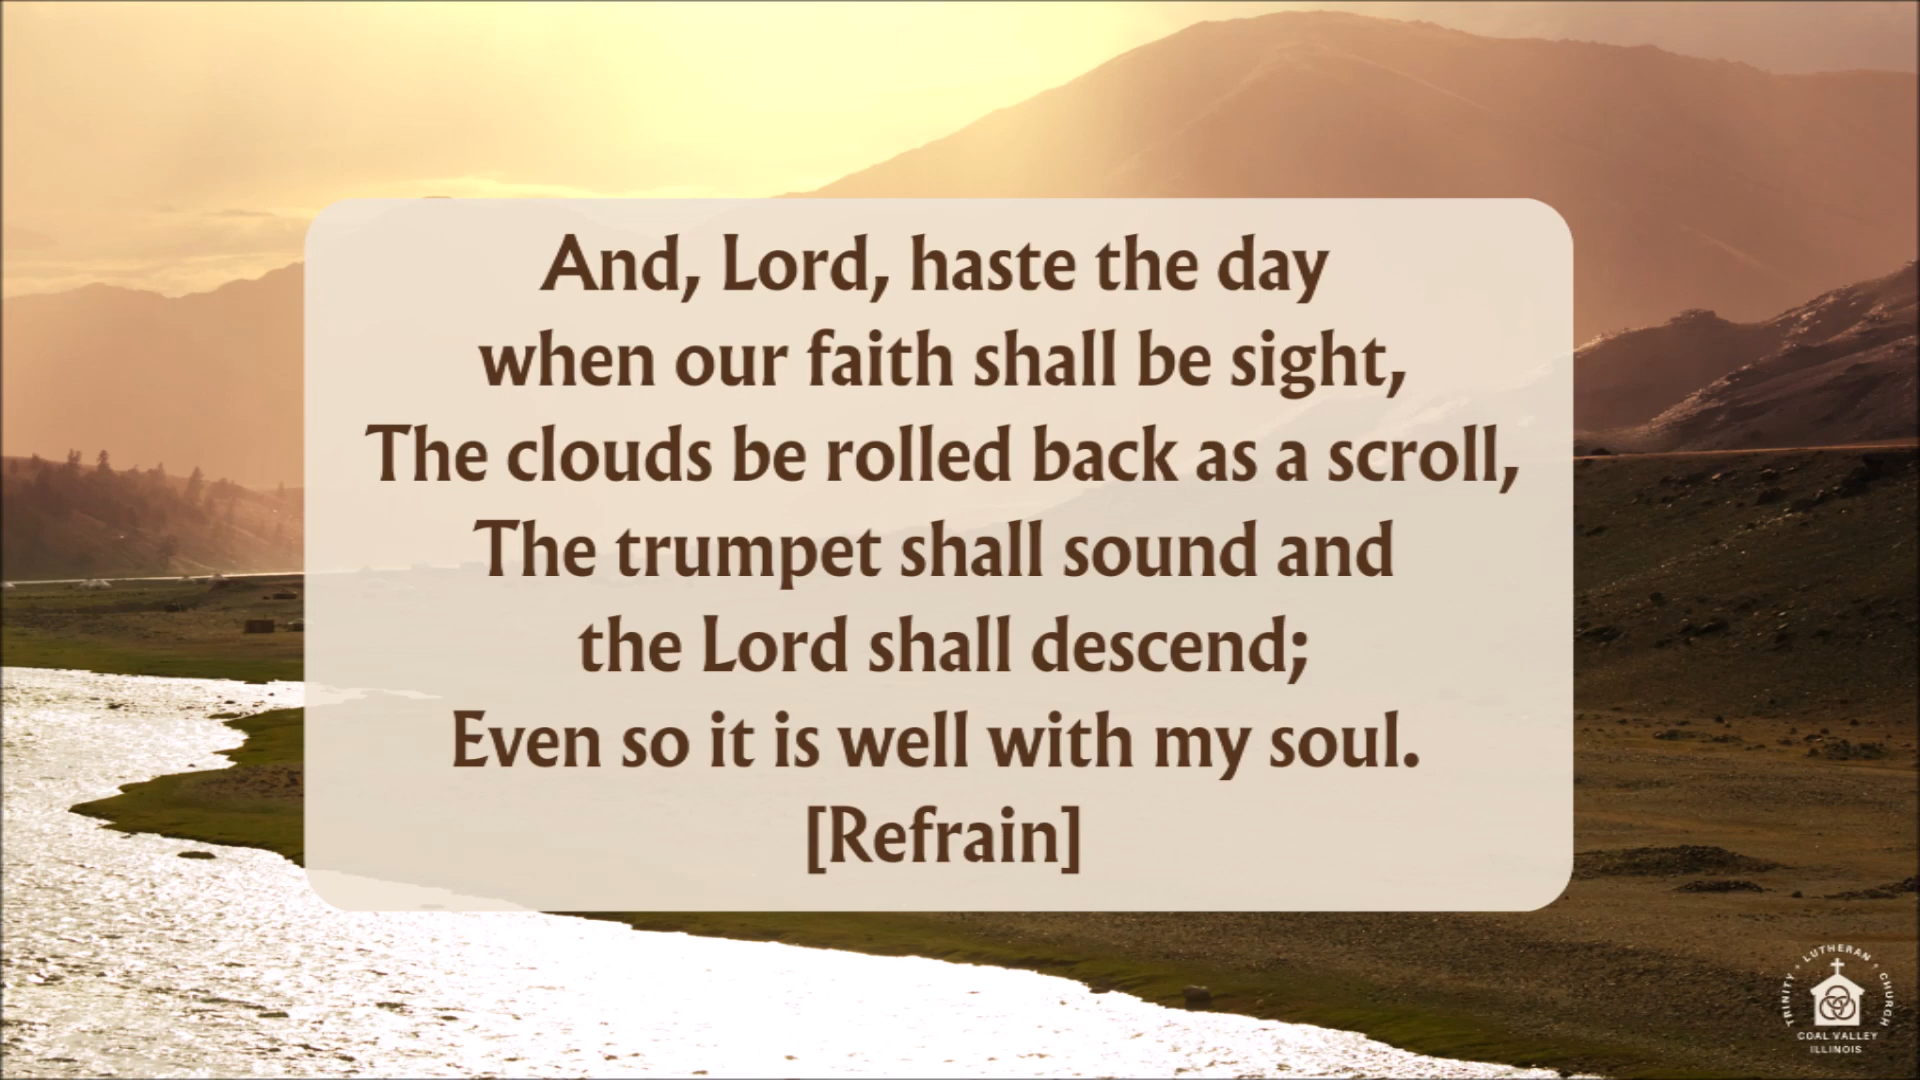 And, Lord, haste the day
when our faith shall be sight,
The clouds be rolled back as a scroll,
The trumpet shall sound and
the Lord shall descend;
Even so it is well with my soul.
[Refrain]
TRINITY • LUTHERAN • CHURCH
COAL VALLEY
ILLINOIS